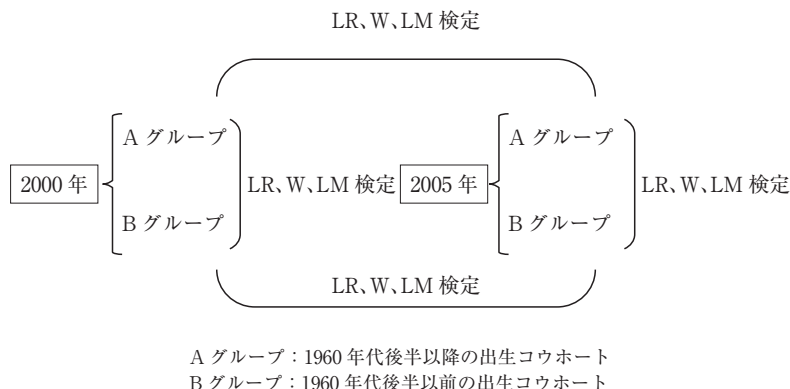 LR、W、LM 検定
A グループ
A グループ
2000 年
LR、W、LM 検定
2005 年
LR、W、LM 検定
B グループ
B グループ
LR、W、LM 検定
A グループ：1960 年代後半以降の出生コウホート
B グループ：1960 年代後半以前の出生コウホート